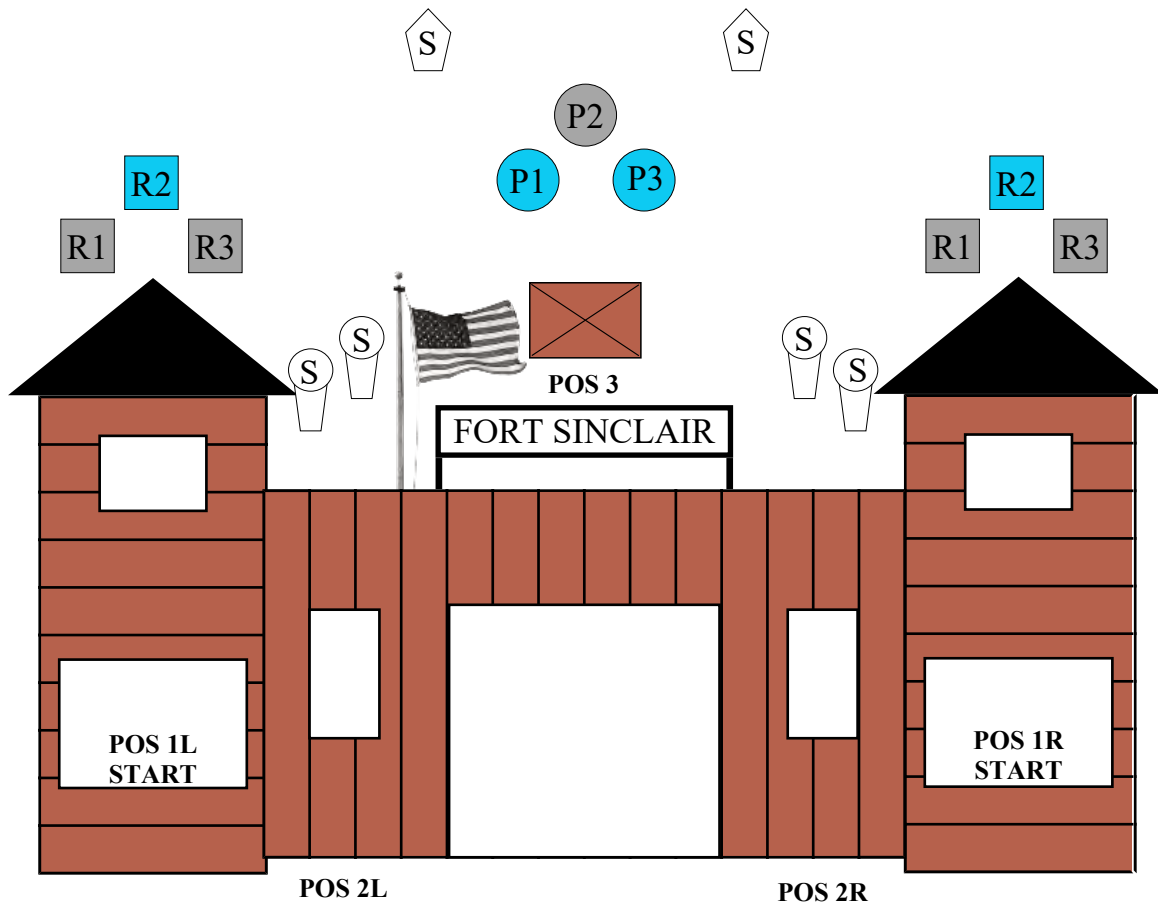 S S
P2
R2 P1 P3 R2
R1 R3 R1 R3
S S S S
POS 3
FORT SINCLAIR
POS 1L
START
POS 1R
START
POS 2L POS 2R